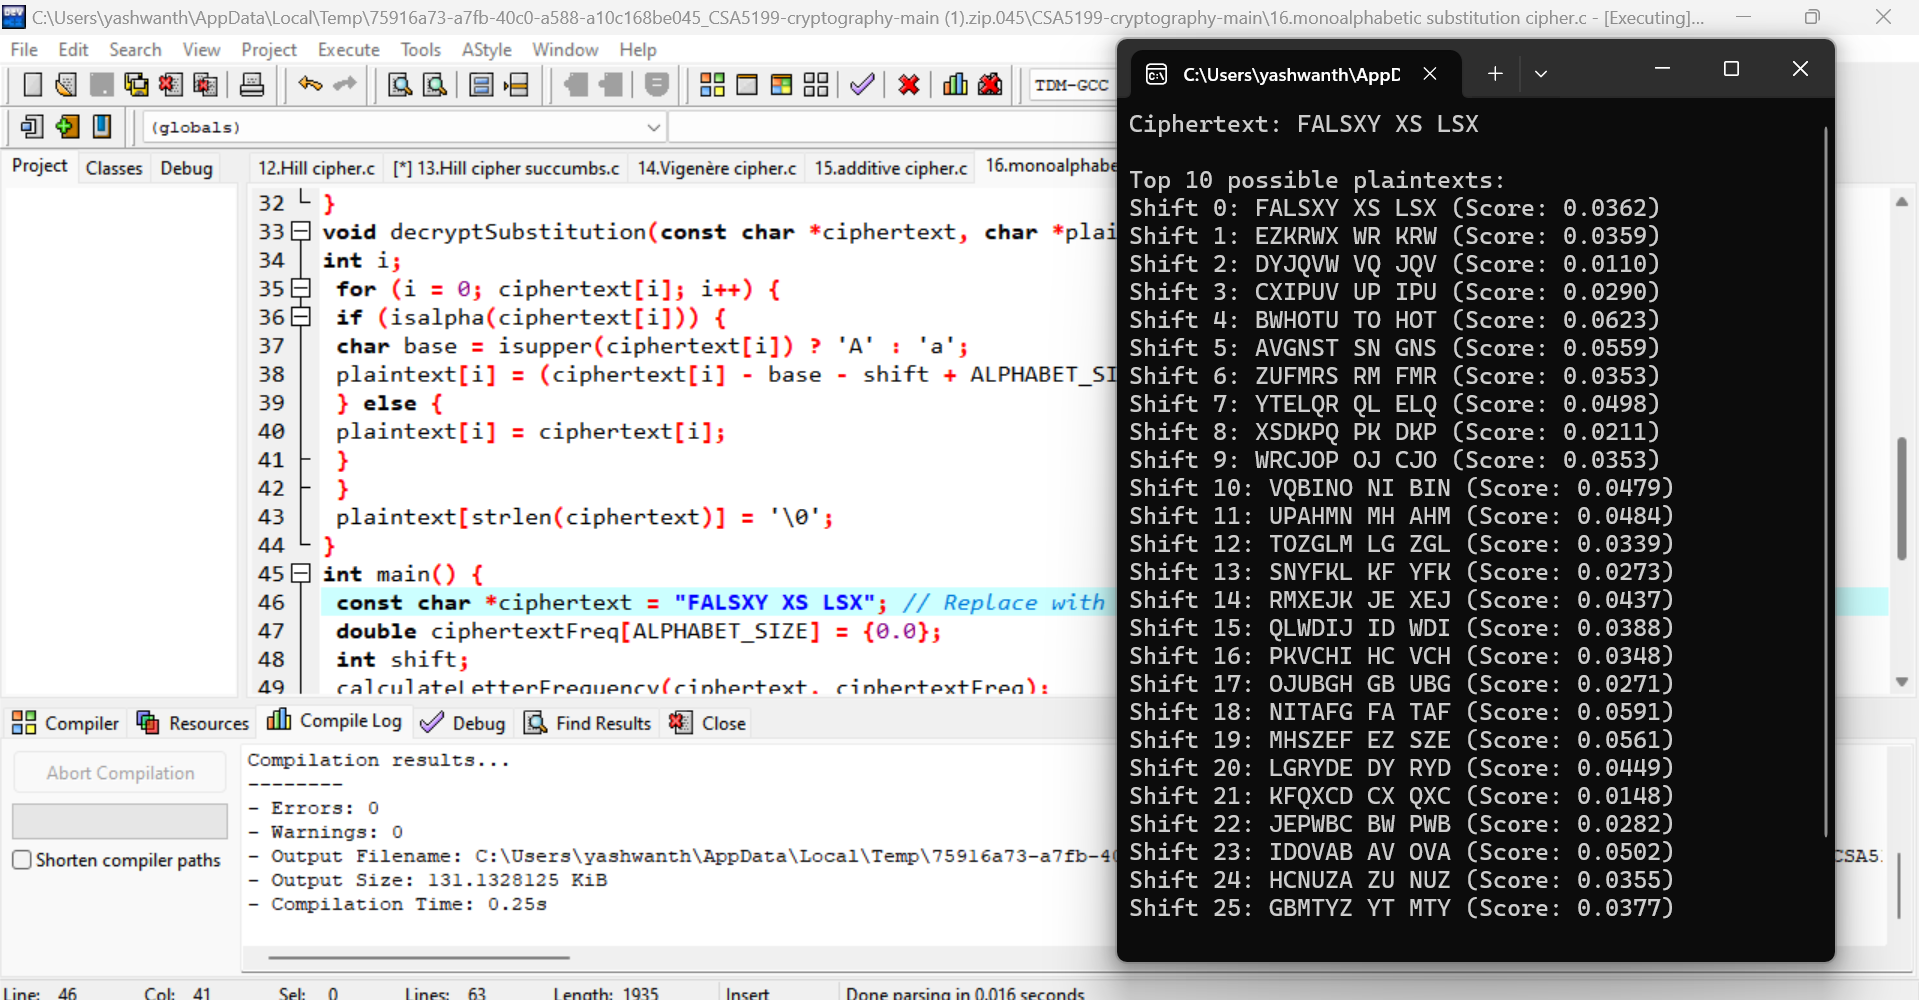 C:\Users\yashwanth\AppData\Local\Temp\75916a73-a7fb-40c0-a588-a10c168be045_CSA5199-cryptography-main (1).zip.045\CSA5199-cryptography-main\16.monoalphabetic substitution cipher.c - [Executing]...
File Edit Search View Project Execute Tools AStyle Window Help
TDM-GCC
(globals)
Project Classes Debug
12.Hill cipher.c [*] 13.Hill cipher succumbs.c 14.Vigenère cipher.c 15.additive cipher.c 16.monoalphabe
32 }
33 void decryptSubstitution(const char *ciphertext, char *plai
34 int i;
35 for (i = 0; ciphertext[i]; i++) {
36 if (isalpha(ciphertext[i])) {
37 char base = isupper(ciphertext[i]) ? 'A' : 'a';
38 plaintext[i] = (ciphertext[i] - base - shift + ALPHABET_SI
39 } else {
40 plaintext[i] = ciphertext[i];
41 }
42 }
43 plaintext[strlen(ciphertext)] = '\0';
44 }
45 int main() {
46 const char *ciphertext = "FALSXY XS LSX"; // Replace with
47 double ciphertextFreq[ALPHABET_SIZE] = {0.0};
48 int shift;
49 calculateLetterFrequency(ciphertext, ciphertextFreq);
Compiler Resources Compile Log Debug Find Results Close
Abort Compilation
Shorten compiler paths
Compilation results...
--------
- Errors: 0
- Warnings: 0
- Output Filename: C:\Users\yashwanth\AppData\Local\Temp\75916a73-a7fb-40
CSA5
- Output Size: 131.1328125 KiB
- Compilation Time: 0.25s
Line: 46 Col: 41 Sel: 0 Lines: 63 Length: 1935 Insert Done parsing in 0.016 seconds
C:\Users\yashwanth\AppD
Ciphertext: FALSXY XS LSX
Top 10 possible plaintexts:
Shift 0: FALSXY XS LSX (Score: 0.0362)
Shift 1: EZKRWX WR KRW (Score: 0.0359)
Shift 2: DYJQVW VQ JQV (Score: 0.0110)
Shift 3: CXIPUV UP IPU (Score: 0.0290)
Shift 4: BWHOTU TO HOT (Score: 0.0623)
Shift 5: AVGNST SN GNS (Score: 0.0559)
Shift 6: ZUFMRS RM FMR (Score: 0.0353)
Shift 7: YTELQR QL ELQ (Score: 0.0498)
Shift 8: XSDKPQ PK DKP (Score: 0.0211)
Shift 9: WRCJOP OJ CJO (Score: 0.0353)
Shift 10: VQBINO NI BIN (Score: 0.0479)
Shift 11: UPAHMN MH AHM (Score: 0.0484)
Shift 12: TOZGLM LG ZGL (Score: 0.0339)
Shift 13: SNYFKL KF YFK (Score: 0.0273)
Shift 14: RMXEJK JE XEJ (Score: 0.0437)
Shift 15: QLWDIJ ID WDI (Score: 0.0388)
Shift 16: PKVCHI HC VCH (Score: 0.0348)
Shift 17: OJUBGH GB UBG (Score: 0.0271)
Shift 18: NITAFG FA TAF (Score: 0.0591)
Shift 19: MHSZEF EZ SZE (Score: 0.0561)
Shift 20: LGRYDE DY RYD (Score: 0.0449)
Shift 21: KFQXCD CX QXC (Score: 0.0148)
Shift 22: JEPWBC BW PWB (Score: 0.0282)
Shift 23: IDOVAB AV OVA (Score: 0.0502)
Shift 24: HCNUZA ZU NUZ (Score: 0.0355)
Shift 25: GBMTYZ YT MTY (Score: 0.0377)